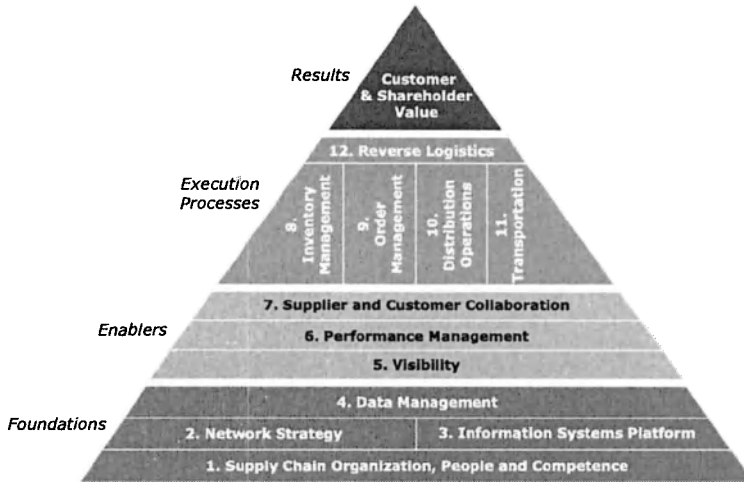 Results
Customer
& Shareholder
Value
12. Reverse Logistics
Execution
Processes
8.
Inventory
Management
9.
Order
Management
10.
Distribution
Operations
11.
Transportation
7. Supplier and Customer Collaboration
Enablers
6. Performance Management
5. Visibility
4. Data Management
Foundations
2. Network Strategy
3. Information Systems Platform
1. Supply Chain Organization, People and Competence